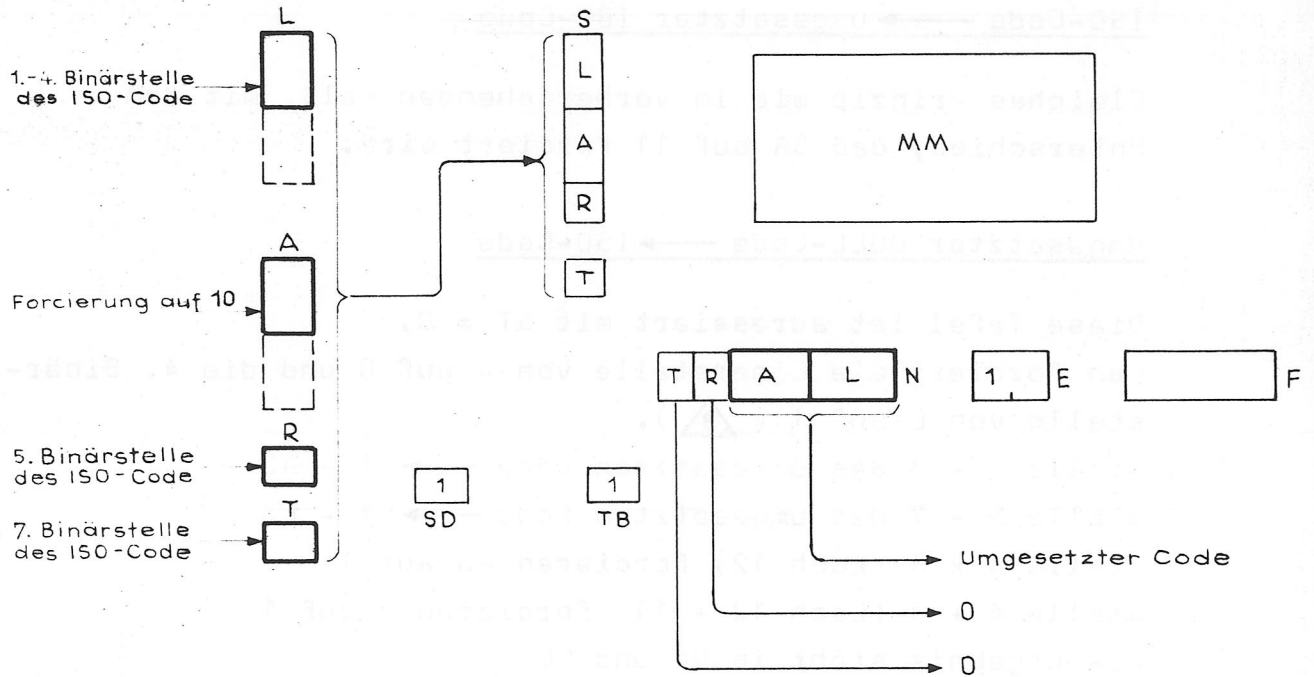 L
1.-4. Binärstelle
des ISO-Code
A
Forcierung auf 10
R
5. Binärstelle
des ISO-Code
T
7. Binärstelle
des ISO-Code
S
L
A
R
T
MM
T R A L N
1 E
F
1
SD
1
TB
Umgesetzter Code
0
0